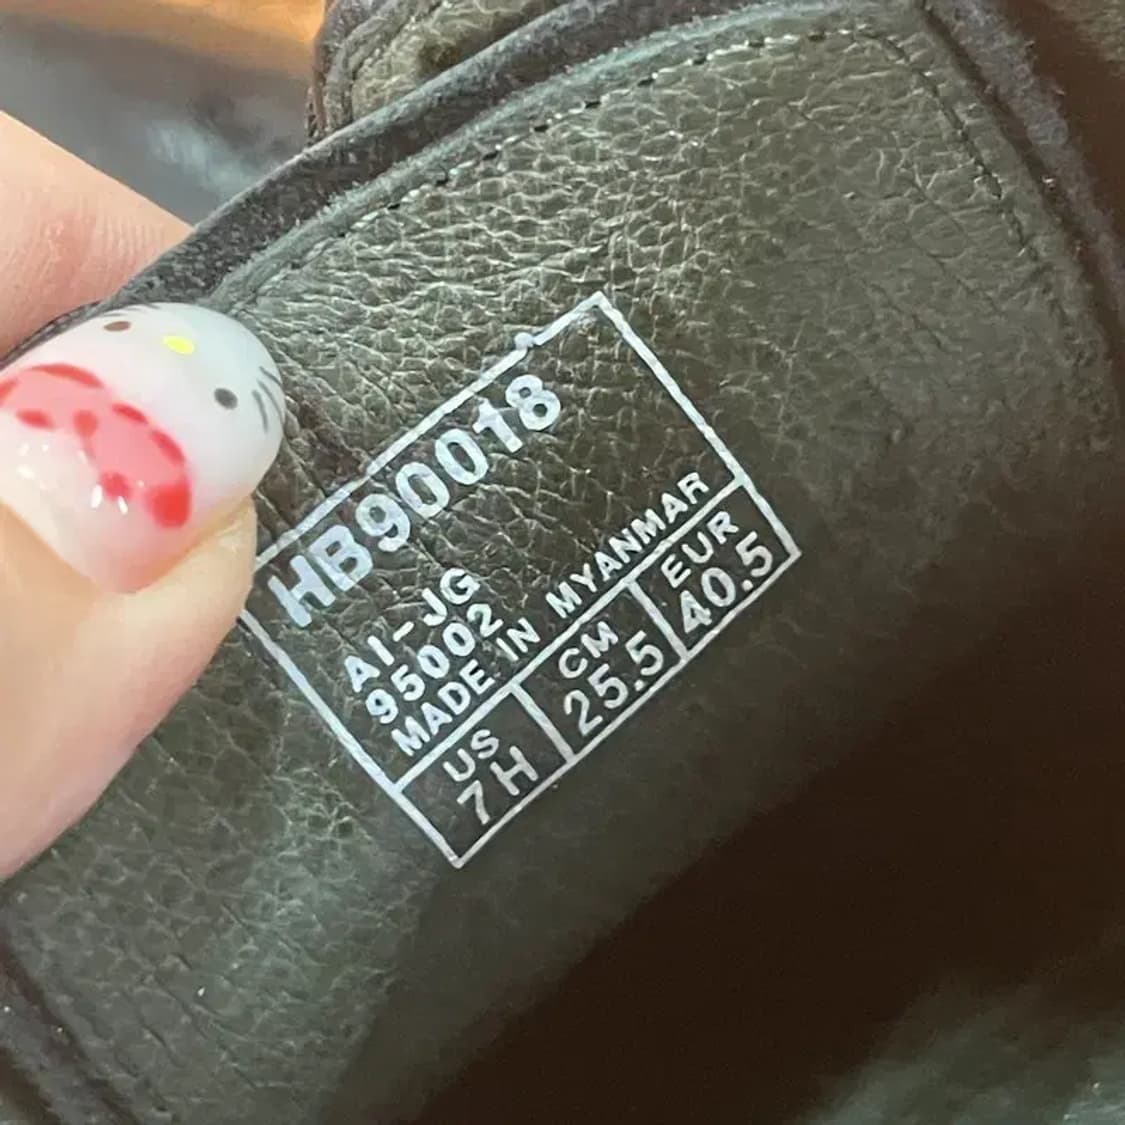 HB90018
AI-JG
95002
MADE IN MYANMAR
US CM EUR
7H 25.5 40.5